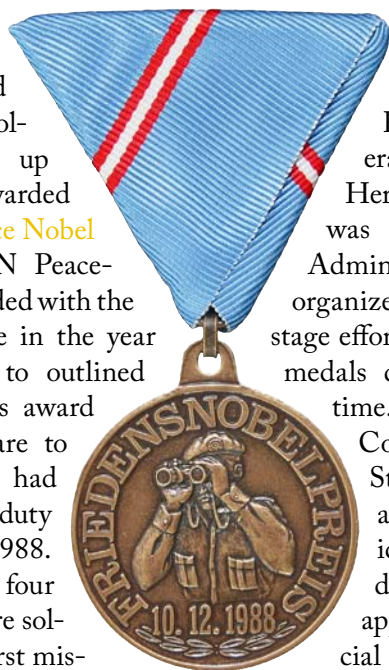 d
ol-
up
warded
ce Nobel
N Peace-
ded with the
e in the year
to outlined
s award
are to
had
duty
988.
four
re sol-
rst mis-
FRIEDENSNOBELPREIS
10. 12. 1988
era
Her
was
Admin
organize
stage effor
medals c
time.
Co
St
a
ic
d
app
cial